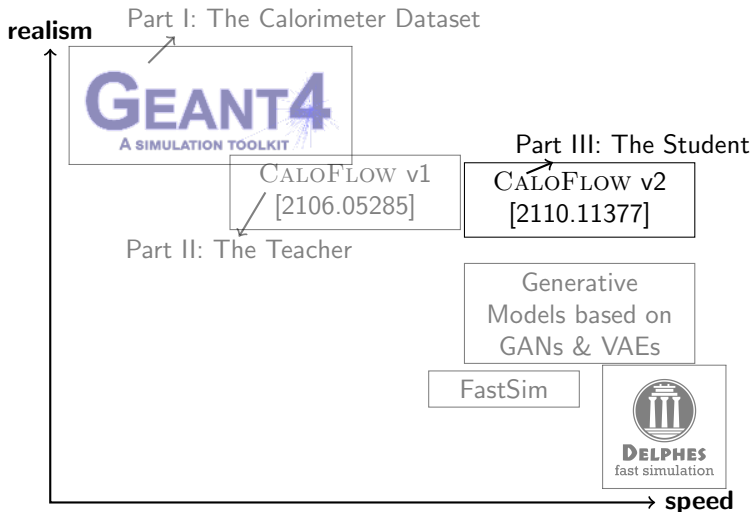 Part I: The Calorimeter Dataset
realism
GEANT4
A SIMULATION TOOLKIT
Part III: The Student
CALOFLOW v1
[2106.05285]
CALOFLOW v2
[2110.11377]
Part II: The Teacher
Generative
Models based on
GANs & VAEs
FastSim
DELPHES
fast simulation
speed